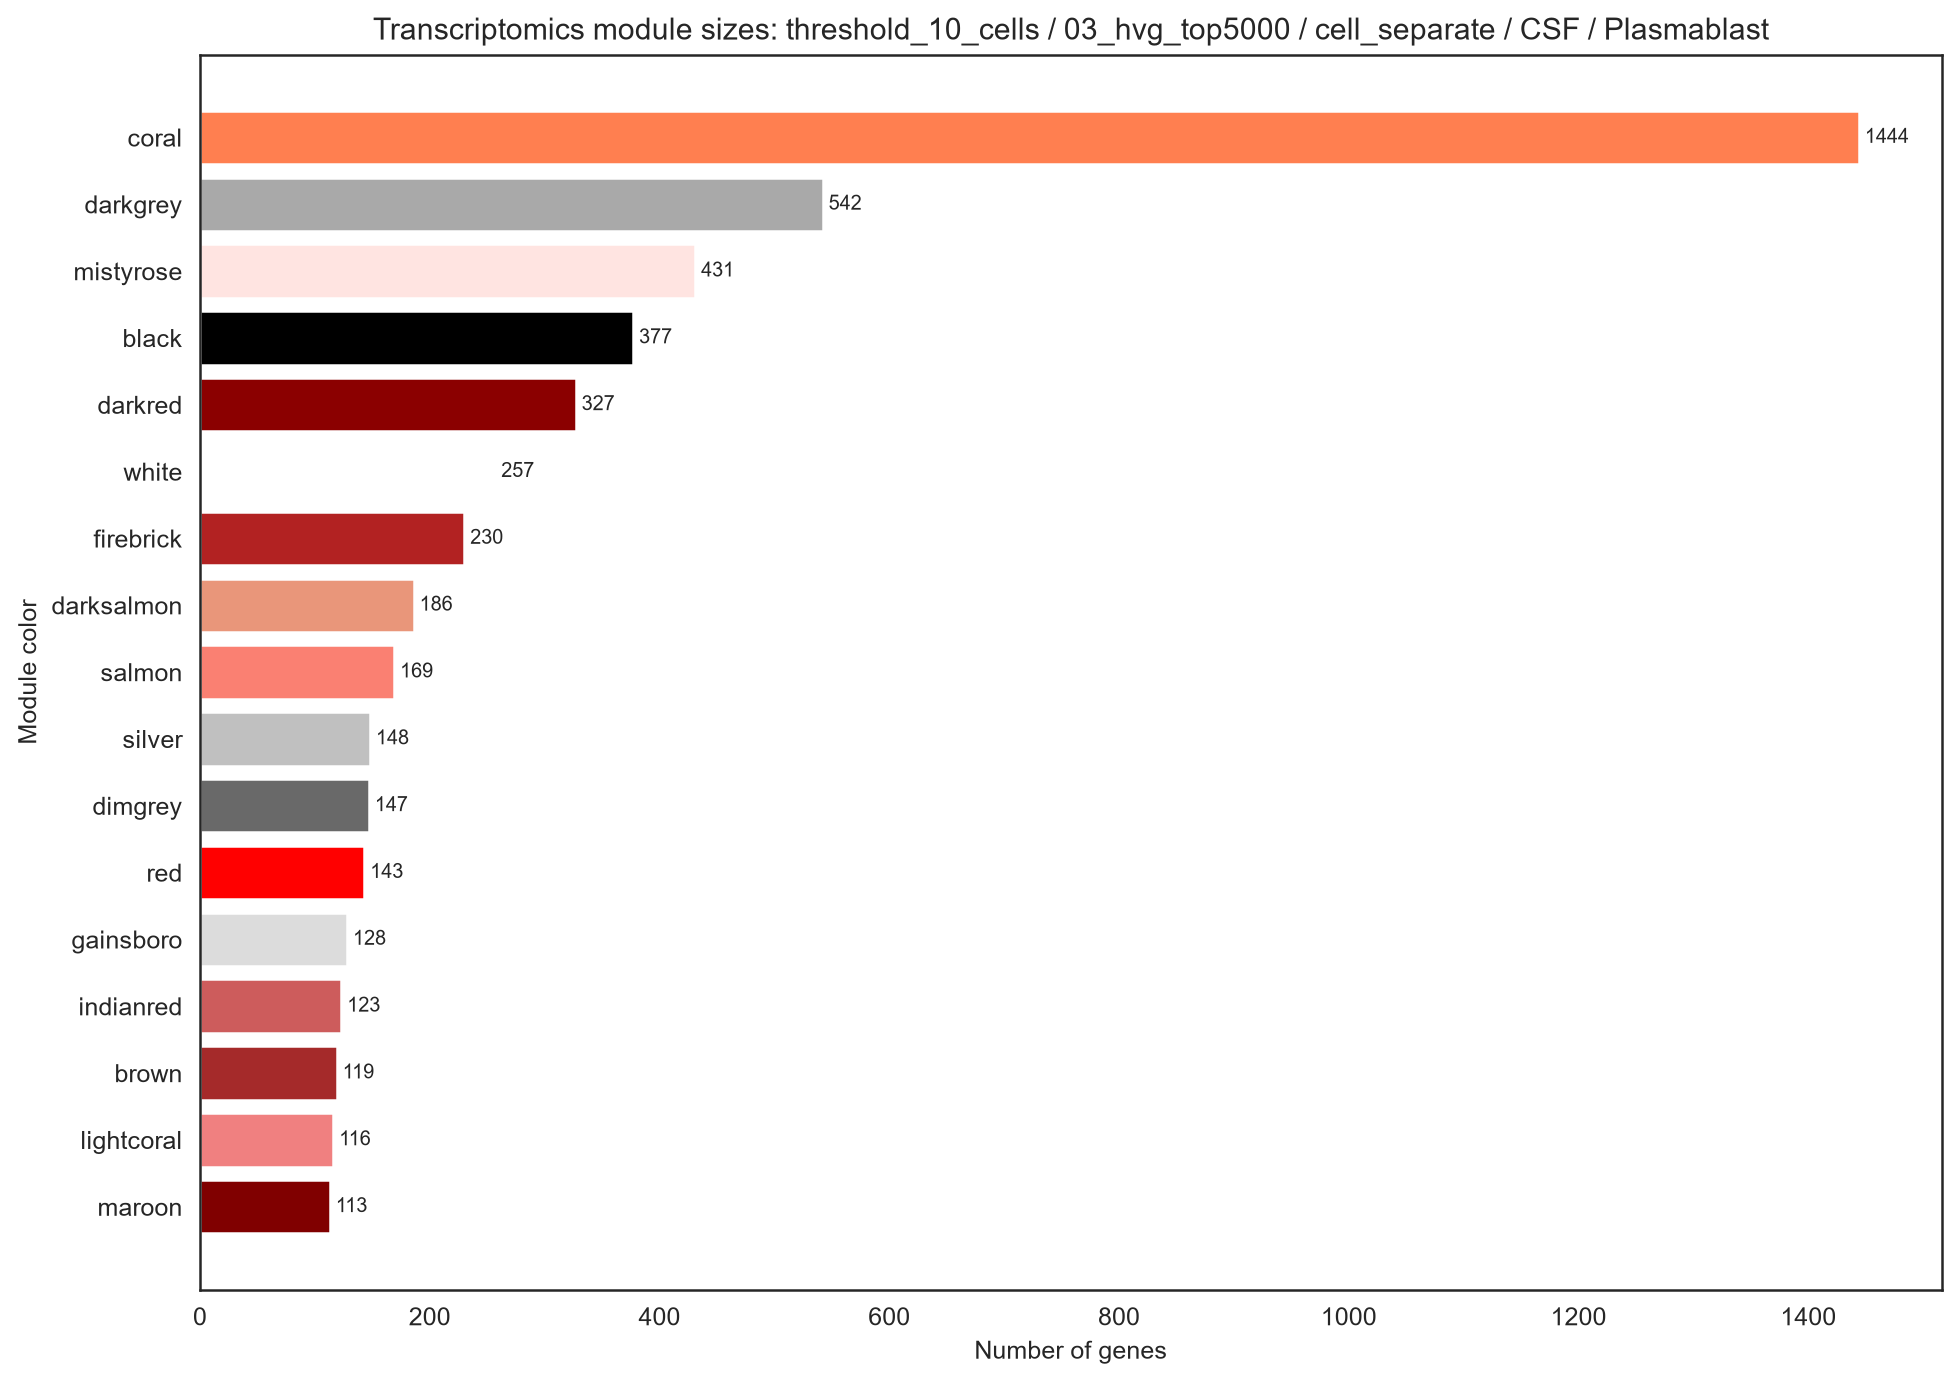 Transcriptomics module sizes: threshold_10_cells / 03_hvg_top5000 / cell_separate / CSF / Plasmablast
Module color
coral 1444
darkgrey 542
mistyrose 431
black 377
darkred 327
white 257
firebrick 230
darksalmon 186
salmon 169
silver 148
dimgrey 147
red 143
gainsboro 128
indianred 123
brown 119
lightcoral 116
maroon 113
0 200 400 600 800 1000 1200 1400
Number of genes